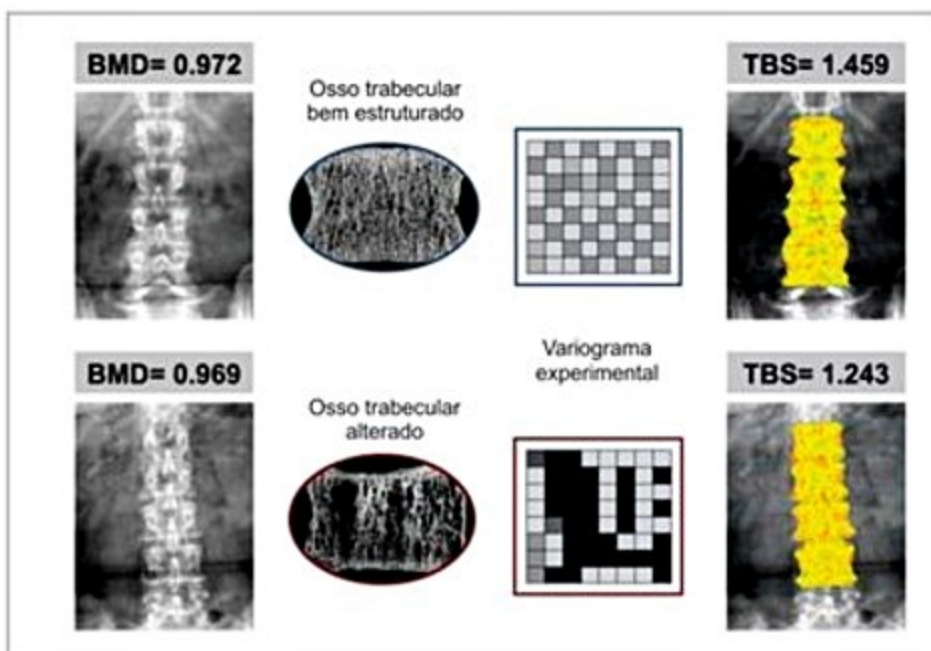 BMD= 0.972
Osso trabecular
bem estruturado
TBS= 1.459
Variograma
experimental
BMD= 0.969
Osso trabecular
alterado
TBS= 1.243